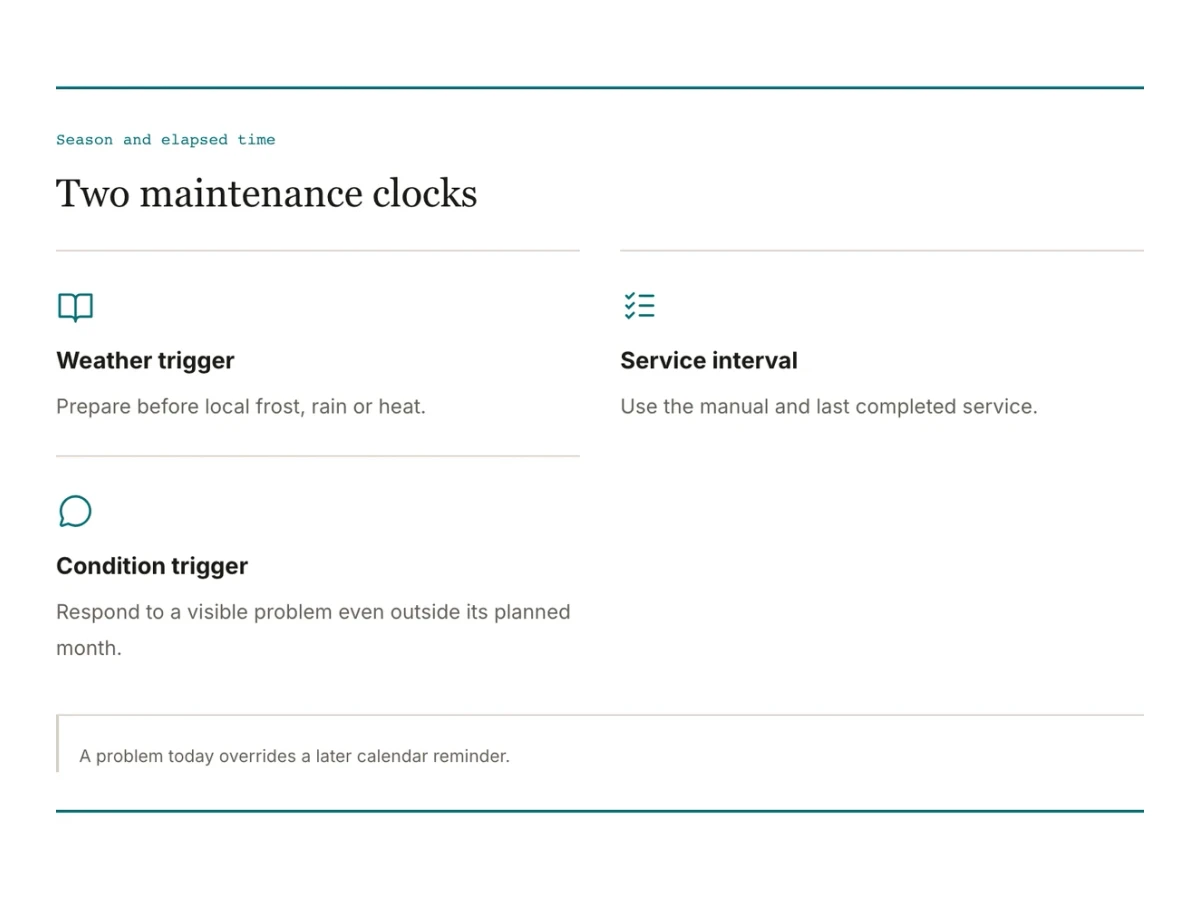 Season and elapsed time
Two maintenance clocks
Weather trigger
Prepare before local frost, rain or heat.
Service interval
Use the manual and last completed service.
Condition trigger
Respond to a visible problem even outside its planned
month.
A problem today overrides a later calendar reminder.